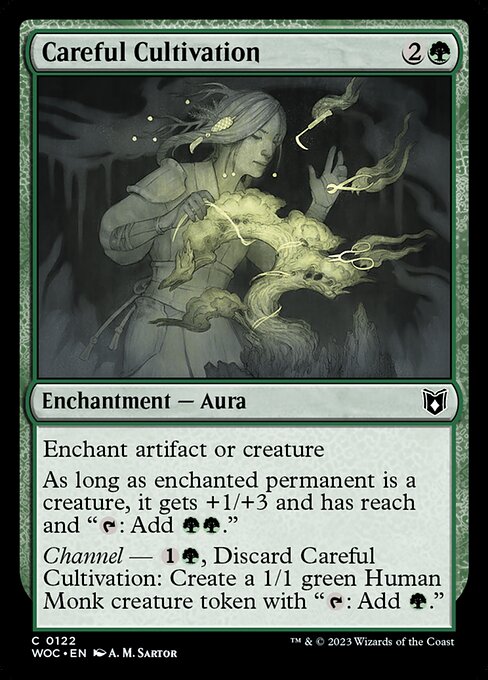 Careful Cultivation 2
Enchantment — Aura
Enchant artifact or creature
As long as enchanted permanent is a
creature, it gets +1/+3 and has reach
and “: Add .”
Channel — 1, Discard Careful
Cultivation: Create a 1/1 green Human
Monk creature token with “: Add .”
C 0122
WOC • EN A. M. Sartor
™ & © 2023 Wizards of the Coast